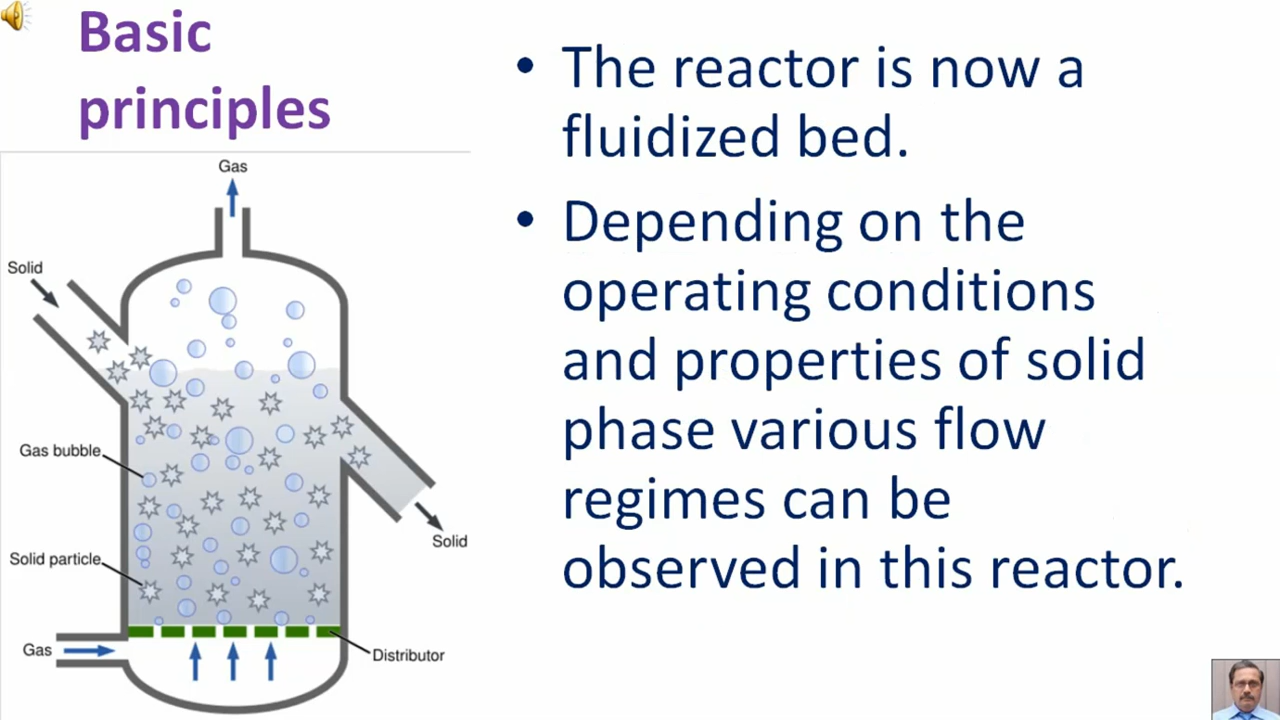 Basic
principles
• The reactor is now a
fluidized bed.
• Depending on the
operating conditions
and properties of solid
phase various flow
regimes can be
observed in this reactor.
Gas
Solid
Gas bubble
Solid
Solid particle
Gas
Distributor